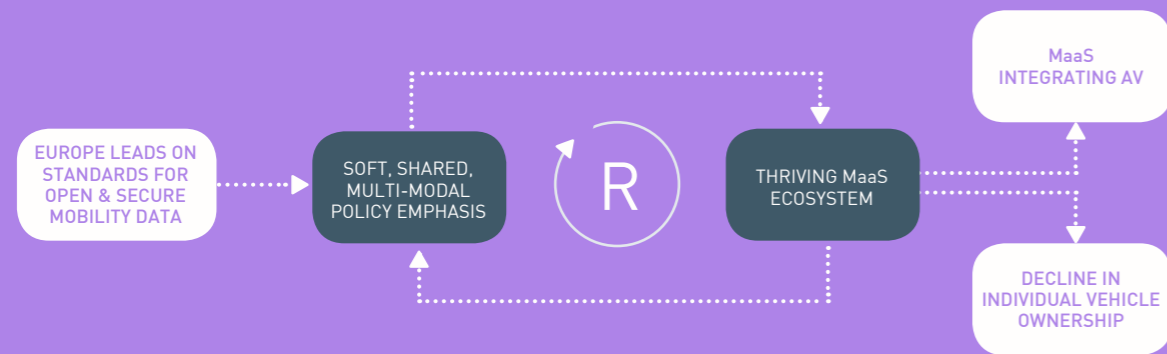 EUROPE LEADS ON
STANDARDS FOR
OPEN & SECURE
MOBILITY DATA
SOFT, SHARED,
MULTI-MODAL
POLICY EMPHASIS
R
THRIVING MaaS
ECOSYSTEM
MaaS
INTEGRATING AV
DECLINE IN
INDIVIDUAL VEHICLE
OWNERSHIP